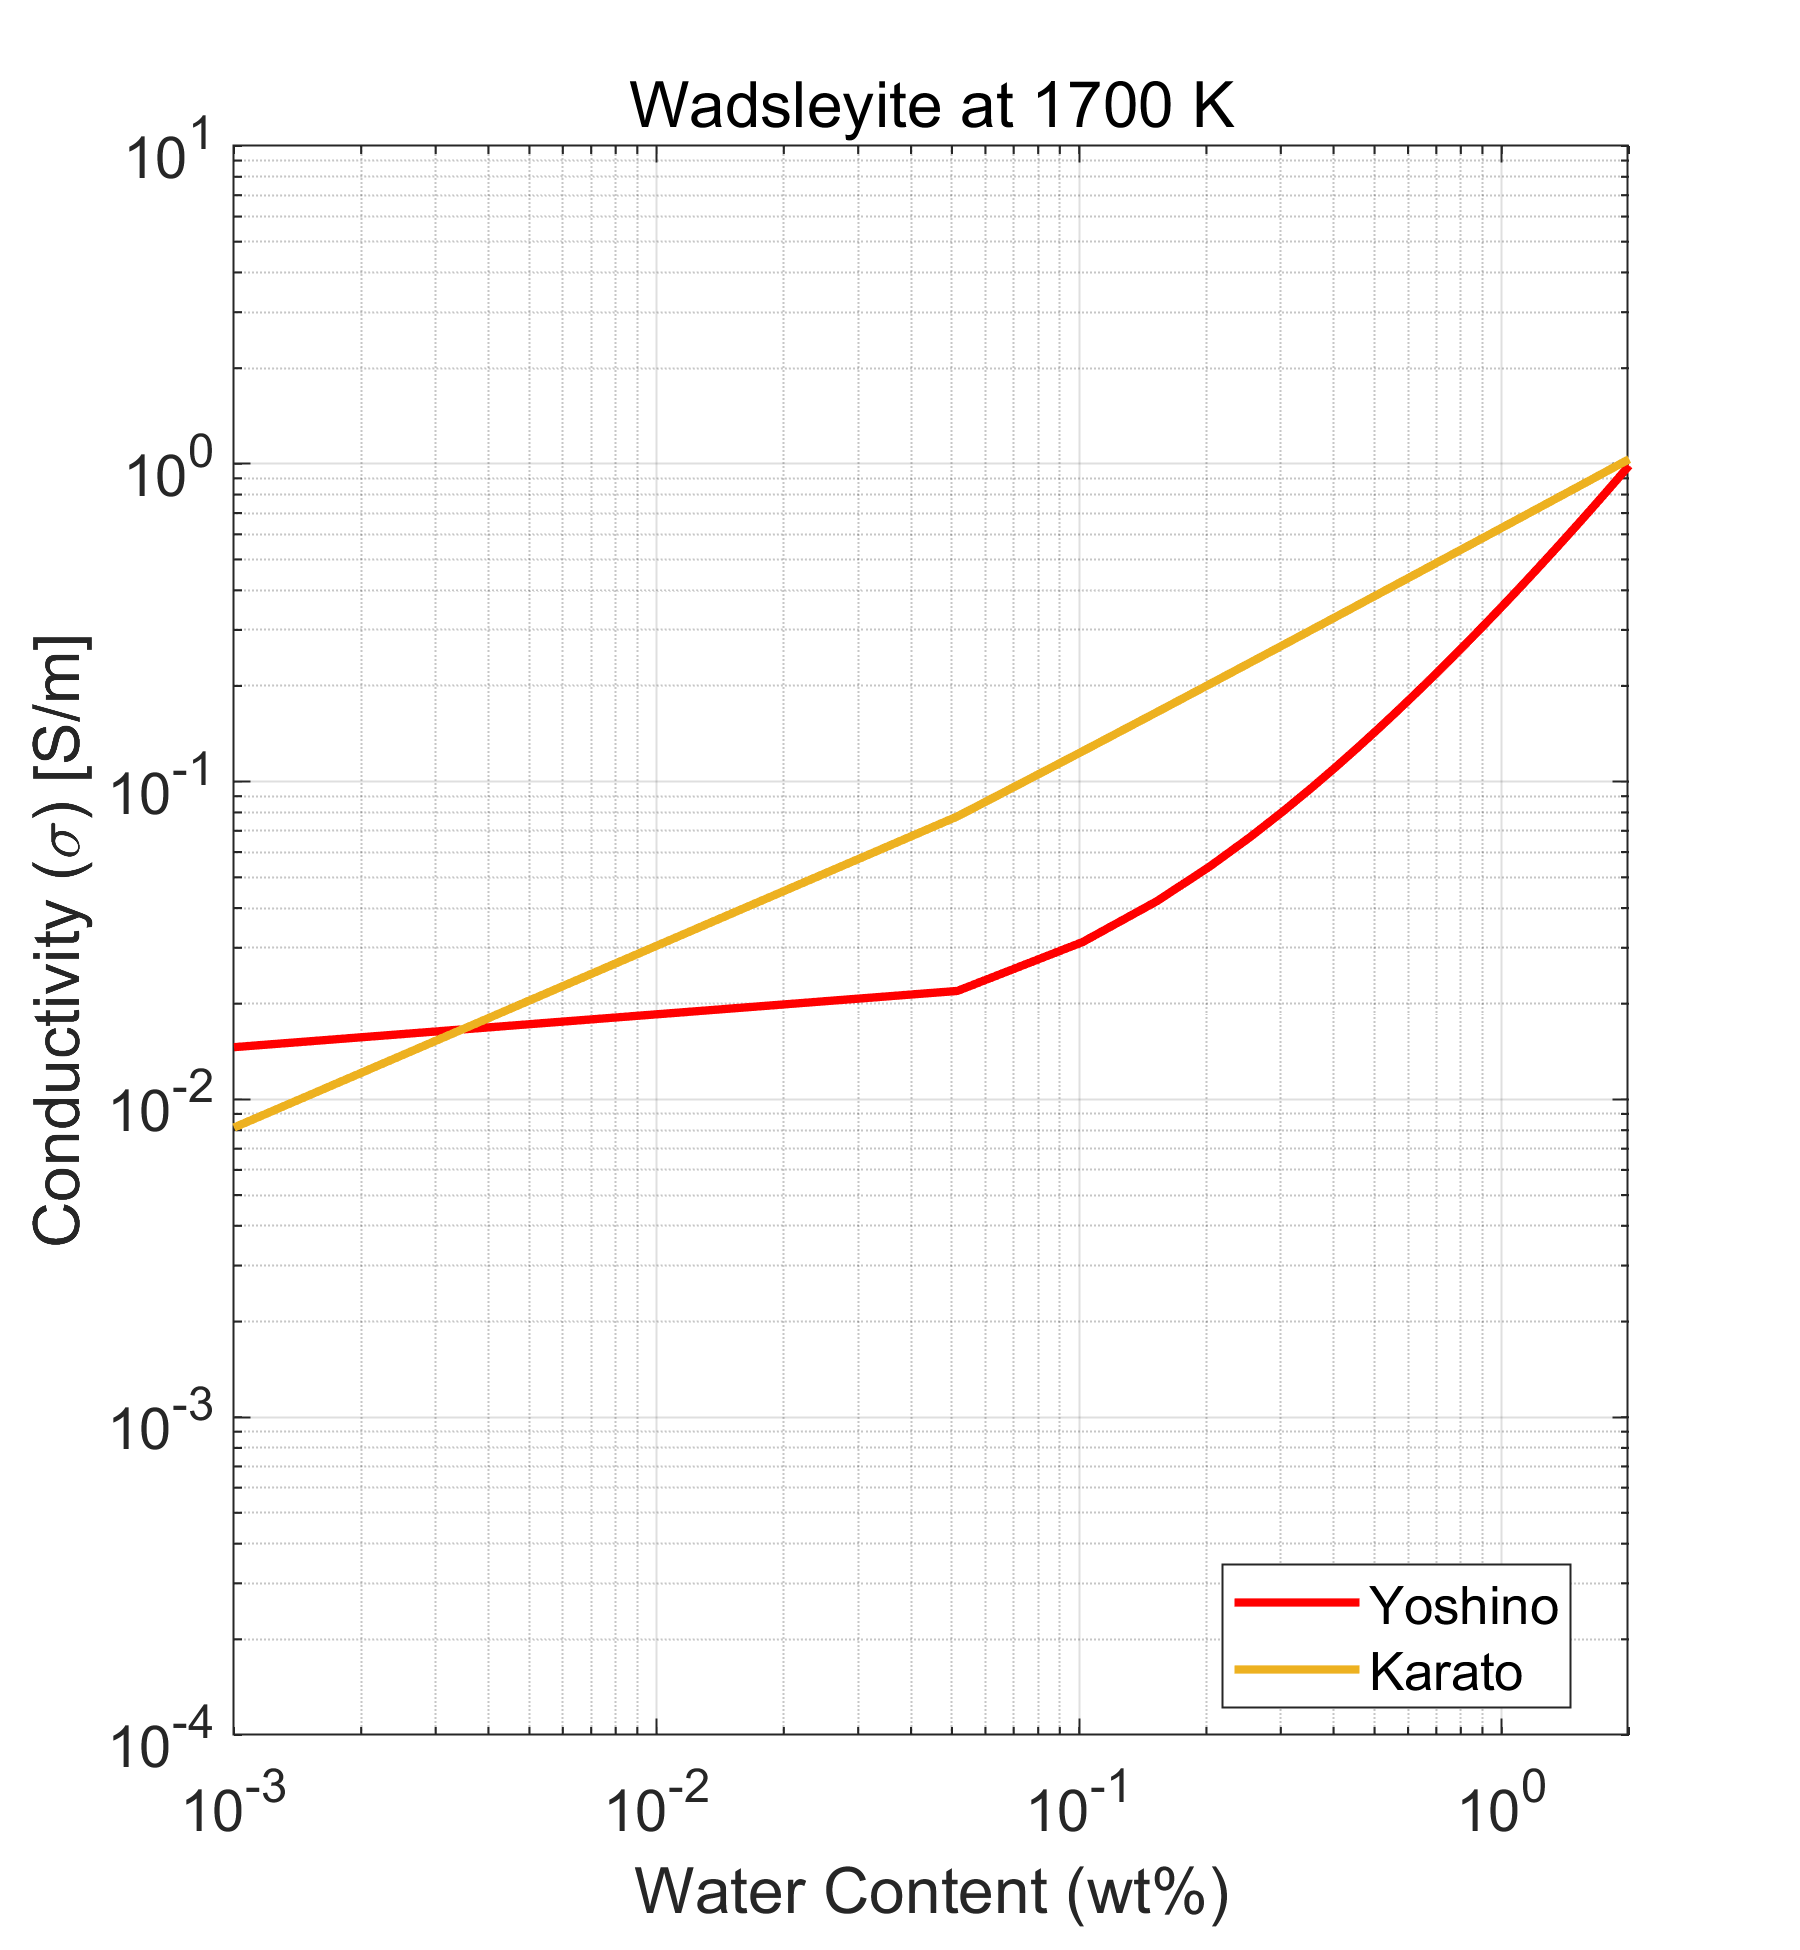 Wadsleyite at 1700 K
10^1
10^0
10^-1
10^-2
10^-3
10^-4
Conductivity (σ) [S/m]
Yoshino
Karato
10^-3 10^-2 10^-1 10^0
Water Content (wt%)